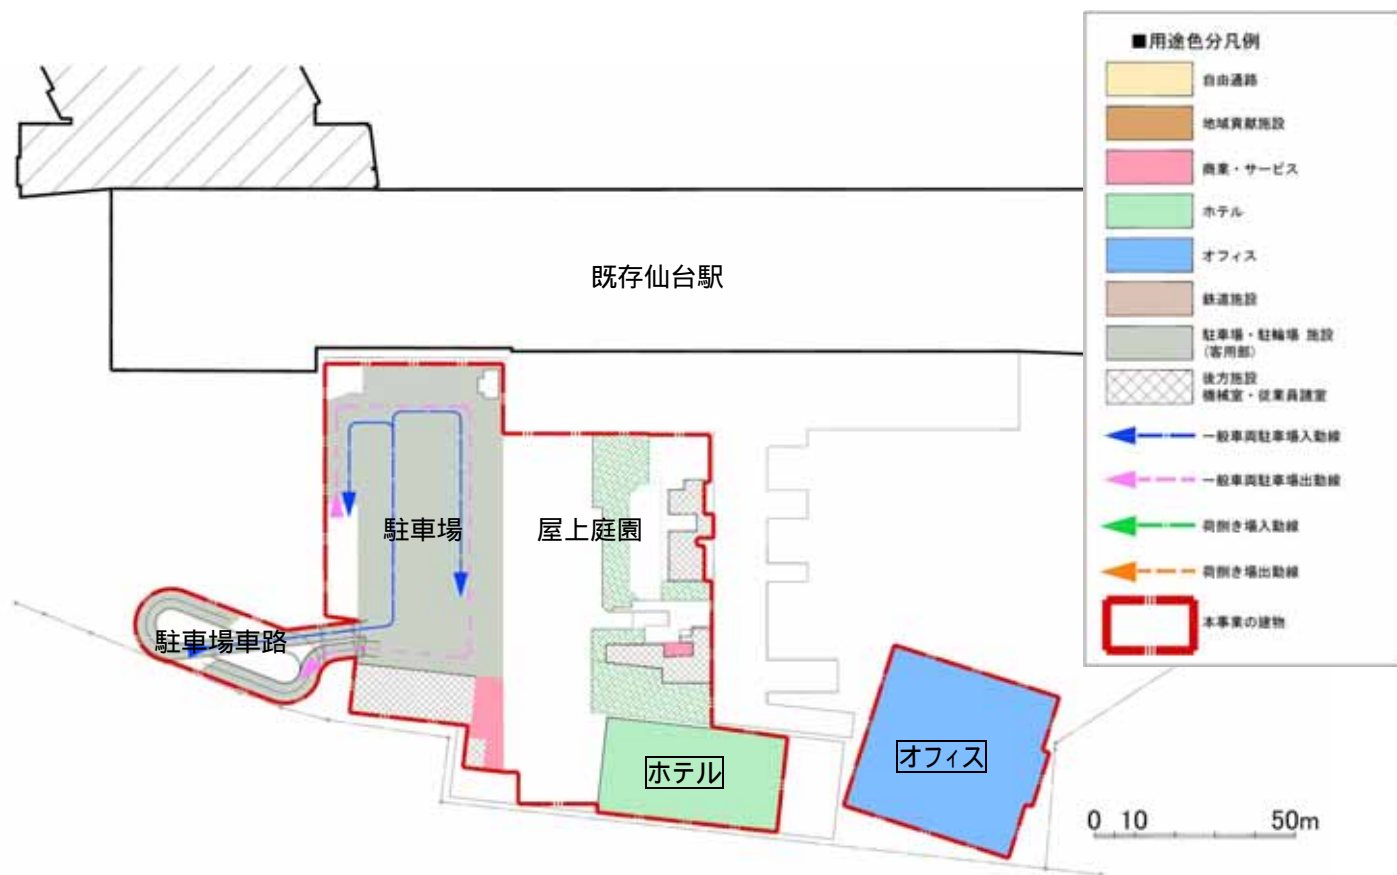 ■用途色分凡例
自由通路
地域貢献施設
商業・サービス
ホテル
オフィス
鉄道施設
駐車場・駐輪場 施設
(客用部)
後方施設
機械室・従業員諸室
一般車両駐車場入動線
一般車両駐車場出動線
荷捌き場入動線
荷捌き場出動線
本事業の建物
既存仙台駅
駐車場
屋上庭園
駐車場車路
ホテル
オフィス
0 10 50m